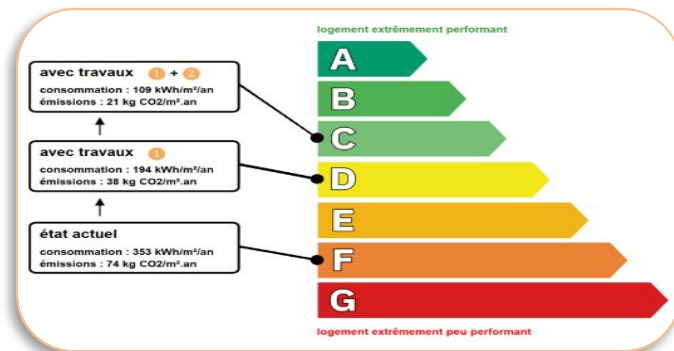 logement extrêmement performant
A
B
C
D
E
F
G
logement extrêmement peu performant
avec travaux 1 + 2
consommation : 109 kWh/m²/an
émissions : 21 kg CO2/m².an
avec travaux 1
consommation : 194 kWh/m²/an
émissions : 38 kg CO2/m².an
état actuel
consommation : 353 kWh/m²/an
émissions : 74 kg CO2/m².an